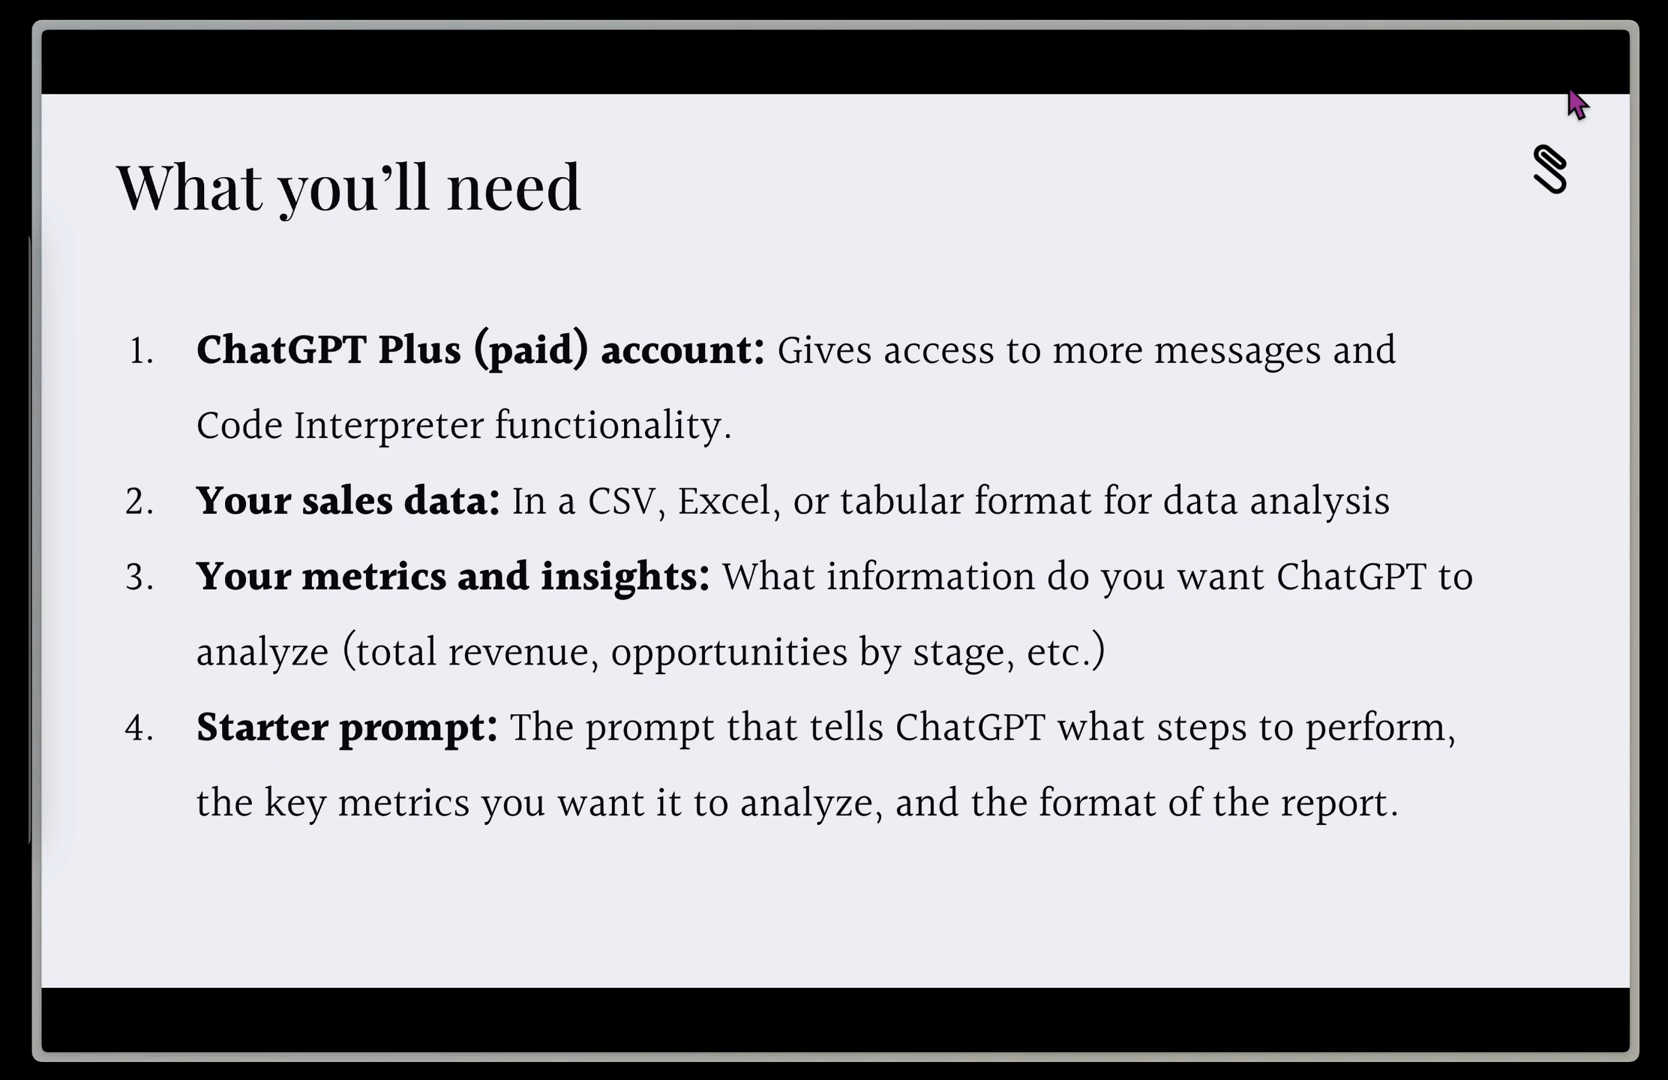 What you’ll need
1. ChatGPT Plus (paid) account: Gives access to more messages and
Code Interpreter functionality.
2. Your sales data: In a CSV, Excel, or tabular format for data analysis
3. Your metrics and insights: What information do you want ChatGPT to
analyze (total revenue, opportunities by stage, etc.)
4. Starter prompt: The prompt that tells ChatGPT what steps to perform,
the key metrics you want it to analyze, and the format of the report.